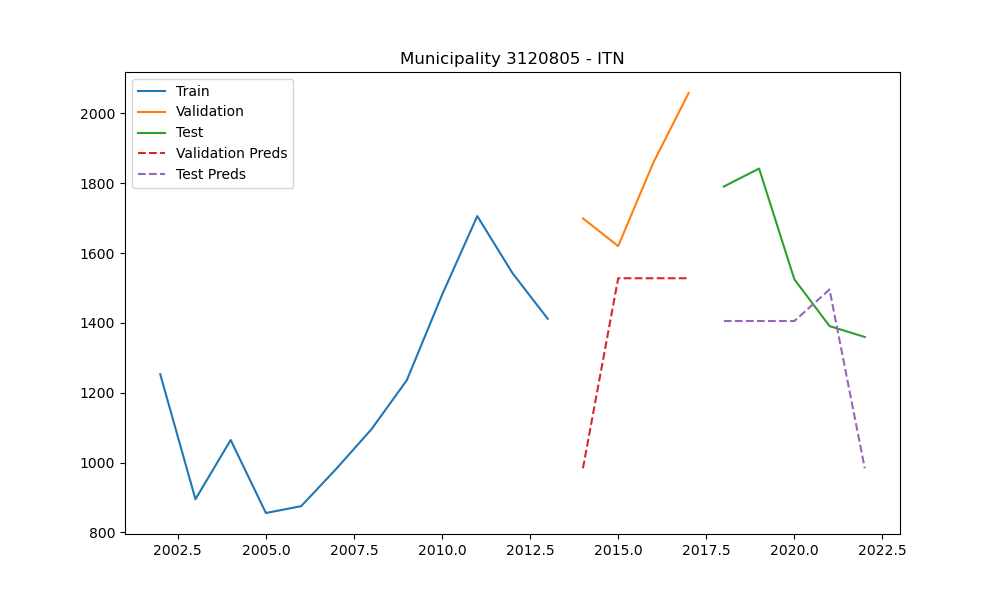 Municipality 3120805 - ITN
Train
Validation
Test
Validation Preds
Test Preds
2000
1800
1600
1400
1200
1000
800
2002.5 2005.0 2007.5 2010.0 2012.5 2015.0 2017.5 2020.0 2022.5